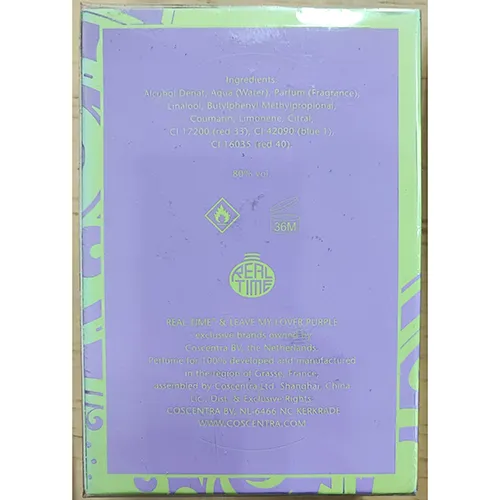 Ingredients
Alcohol Denat, Aqua (Water), Parfum (Fragrance),
Linalool, Butylphenyl Methylpropional,
Coumarin, Limonene, Citral,
CI 17200 (red 33), CI 42090 (blue 1),
CI 16035 (red 40).
80% Vol
36M
REAL
TIME
REAL TIME & LEAVE MY LOVER PURPLE
exclusive brands owned
Coscentra BV, the Netherlands.
Perfume for 100% developed and manufactured
in the region of Grasse, France,
assembled by Coscentra Ltd. Shanghai, China
Lic., Dist. & Exclusive Rights
COSCENTRA BV, NL-6466 NC KERKRADE
WWW.COSCENTRA.COM